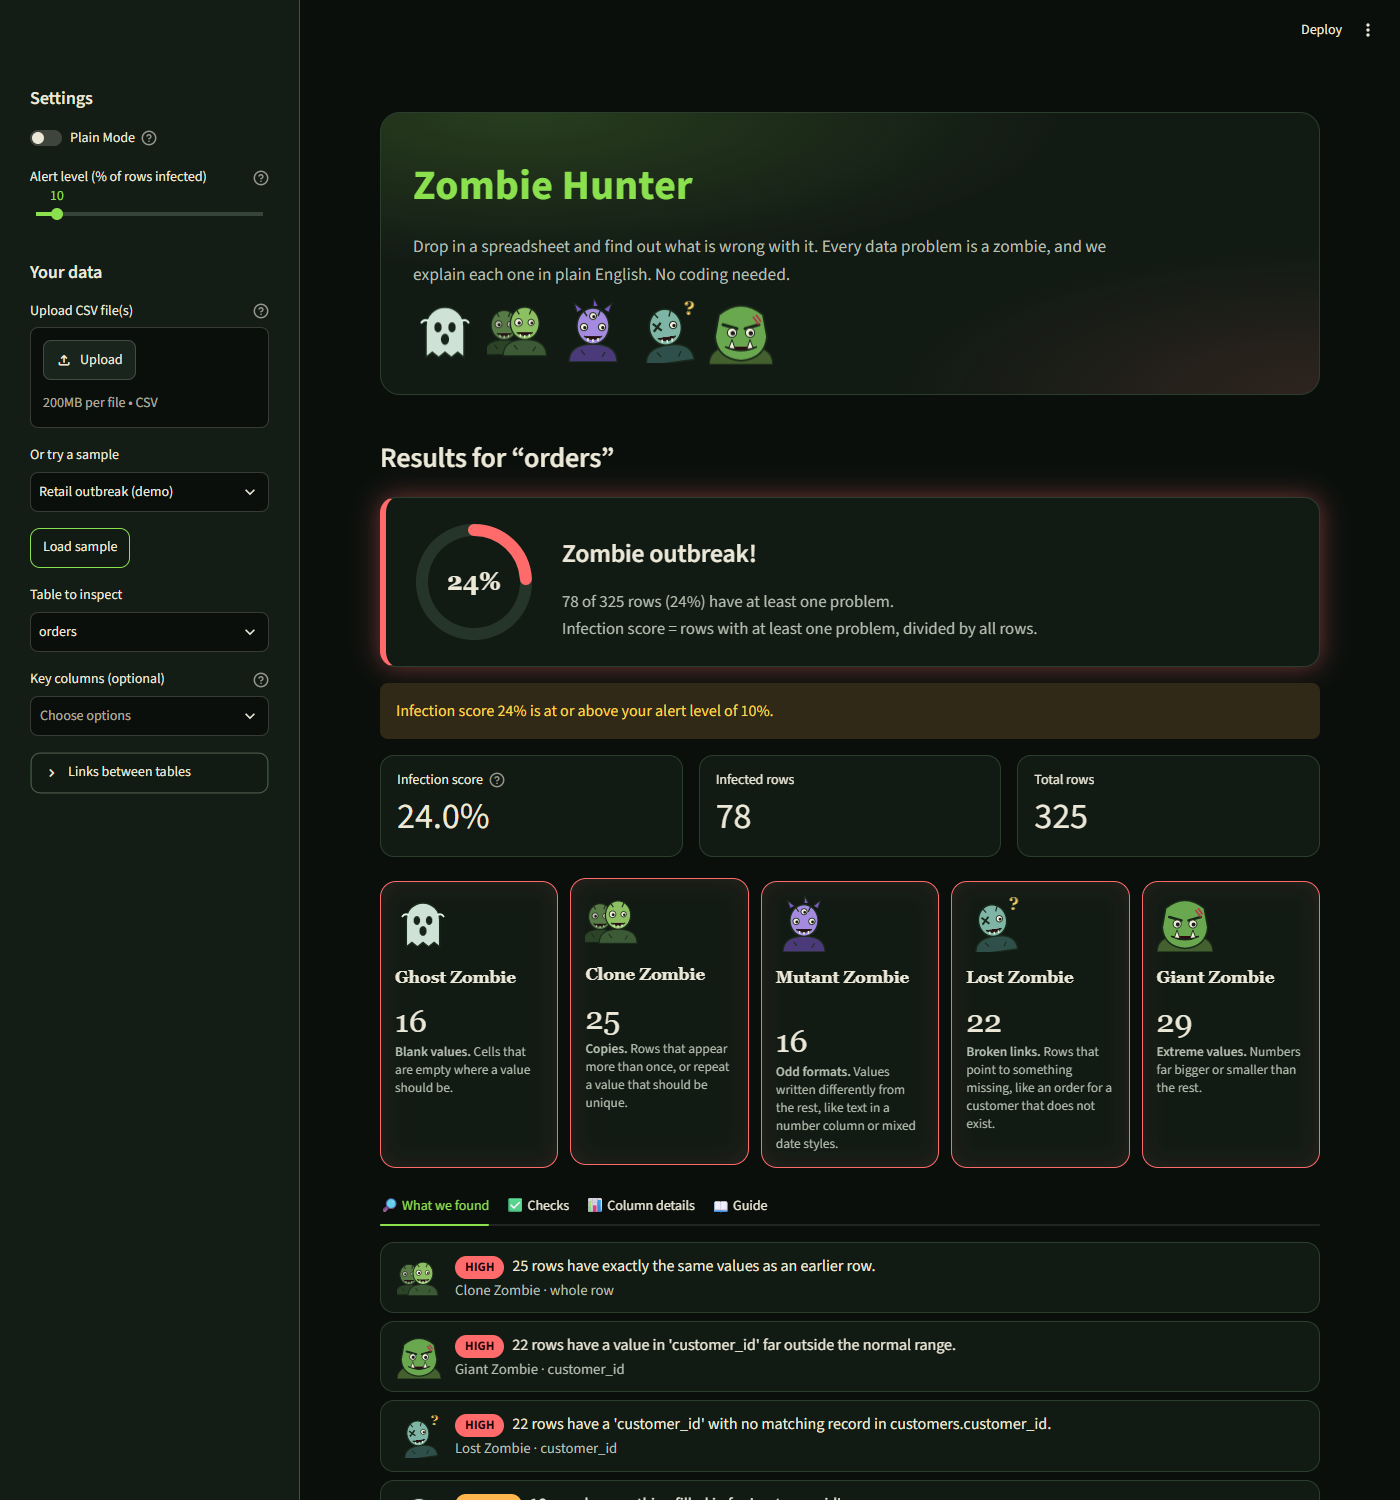 Deploy
Settings
Plain Mode
Alert level (% of rows infected)
10
Your data
Upload CSV file(s)
Upload
200MB per file • CSV
Or try a sample
Retail outbreak (demo)
Load sample
Table to inspect
orders
Key columns (optional)
Choose options
Links between tables
Zombie Hunter
Drop in a spreadsheet and find out what is wrong with it. Every data problem is a zombie, and we
explain each one in plain English. No coding needed.
?
Results for “orders”
24%
Zombie outbreak!
78 of 325 rows (24%) have at least one problem.
Infection score = rows with at least one problem, divided by all rows.
Infection score 24% is at or above your alert level of 10%.
Infection score
24.0%
Infected rows
78
Total rows
325
Ghost Zombie
16
Blank values. Cells that
are empty where a value
should be.
Clone Zombie
25
Copies. Rows that appear
more than once, or repeat
a value that should be
unique.
Mutant Zombie
16
Odd formats. Values
written differently from
the rest, like text in a
number column or mixed
date styles.
?
Lost Zombie
22
Broken links. Rows that
point to something
missing, like an order for a
customer that does not
exist.
Giant Zombie
29
Extreme values. Numbers
far bigger or smaller than
the rest.
What we found
Checks
Column details
Guide
HIGH 25 rows have exactly the same values as an earlier row.
Clone Zombie · whole row
HIGH 22 rows have a value in 'customer_id' far outside the normal range.
Giant Zombie · customer_id
?
HIGH 22 rows have a 'customer_id' with no matching record in customers.customer_id.
Lost Zombie · customer_id